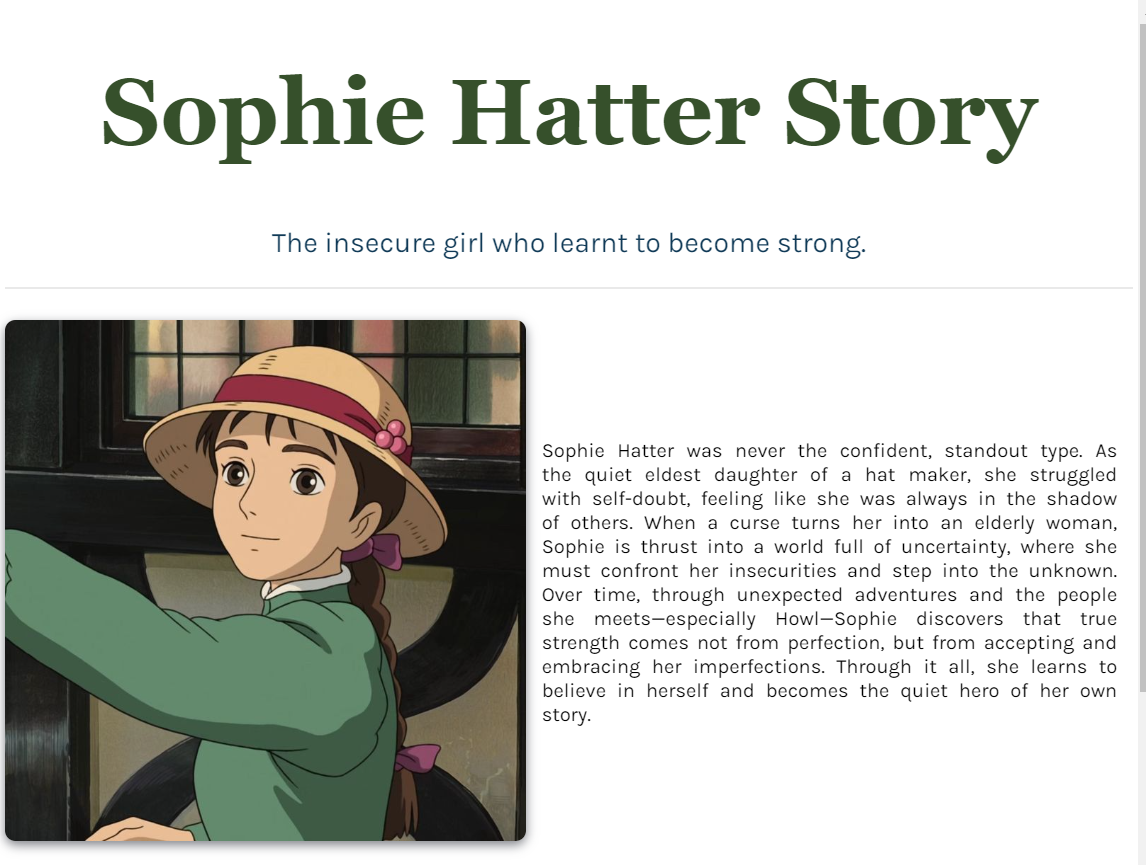 Sophie Hatter Story
The insecure girl who learnt to become strong.
Sophie Hatter was never the confident, standout type. As
the quiet eldest daughter of a hat maker, she struggled
with self-doubt, feeling like she was always in the shadow
of others. When a curse turns her into an elderly woman,
Sophie is thrust into a world full of uncertainty, where she
must confront her insecurities and step into the unknown.
Over time, through unexpected adventures and the people
she meets—especially Howl—Sophie discovers that true
strength comes not from perfection, but from accepting and
embracing her imperfections. Through it all, she learns to
believe in herself and becomes the quiet hero of her own
story.